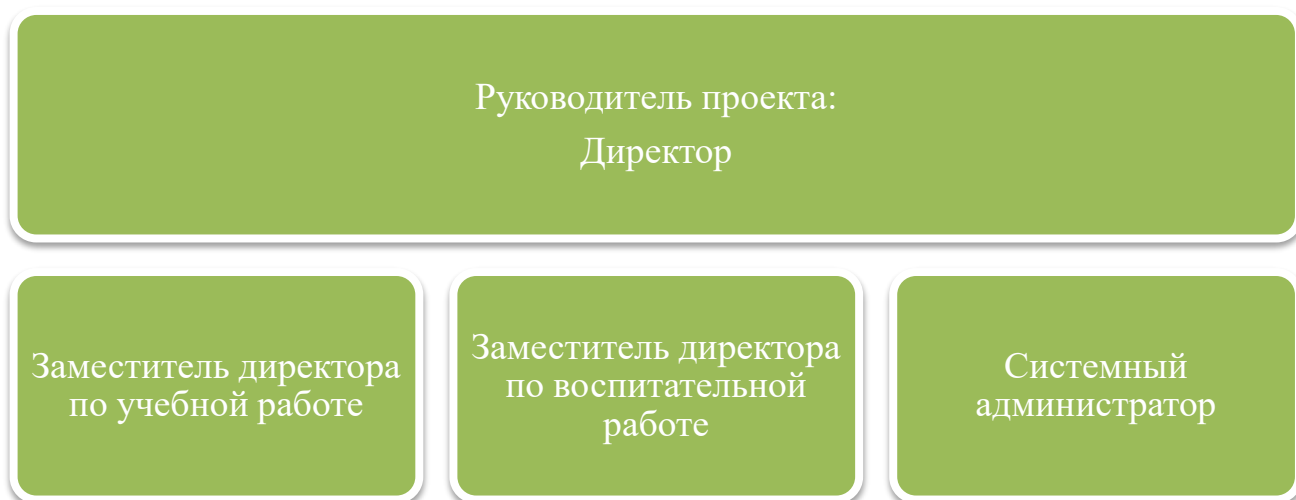 Руководитель проекта:
Директор
Заместитель директора
по учебной работе
Заместитель директора
по воспитательной
работе
Системный
администратор